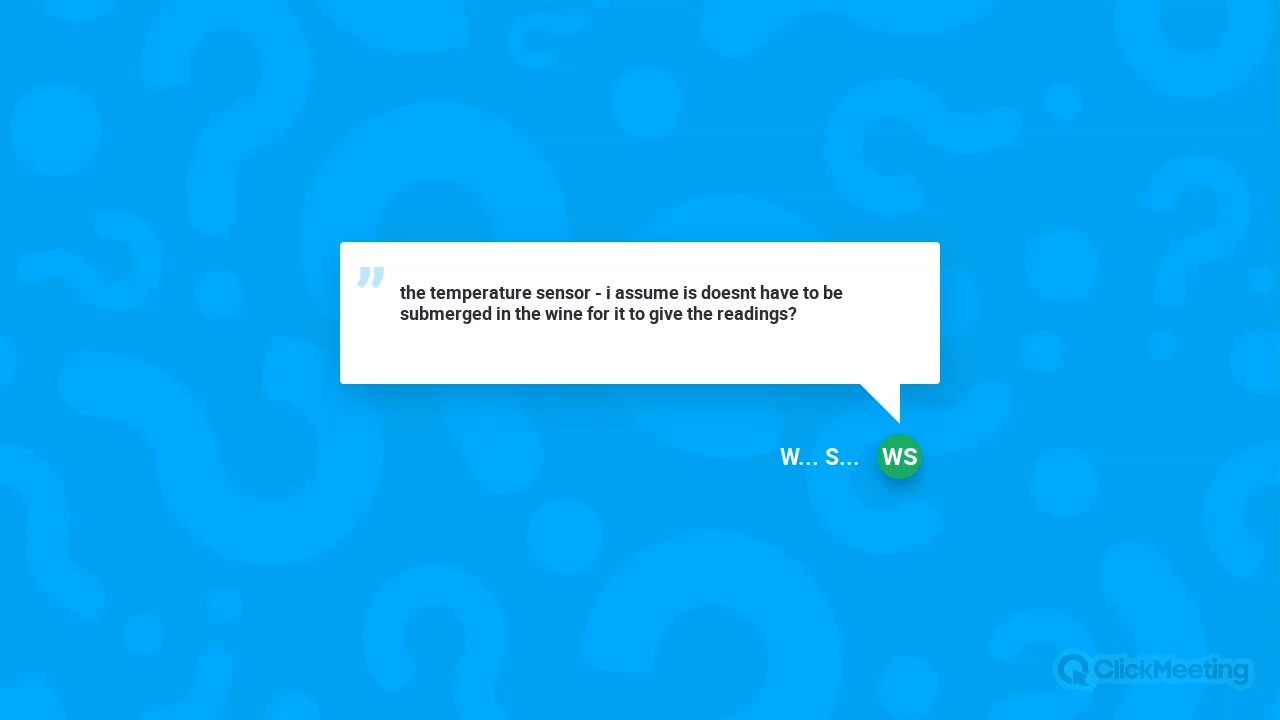 ”
the temperature sensor - i assume is doesnt have to be
submerged in the wine for it to give the readings?
W... S... WS
ClickMeeting